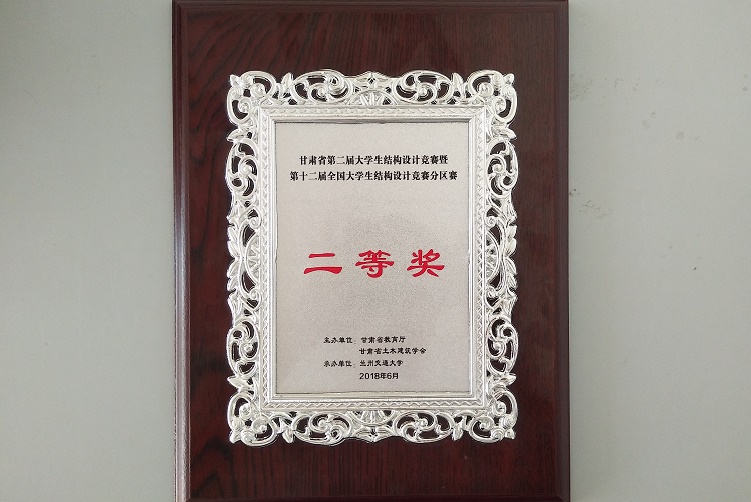 甘肃省第二届大学生结构设计竞赛暨
第十二届全国大学生结构设计竞赛分区赛
二等奖
主办单位：甘肃省教育厅
甘肃省土木建筑学会
承办单位：兰州交通大学
2018年6月